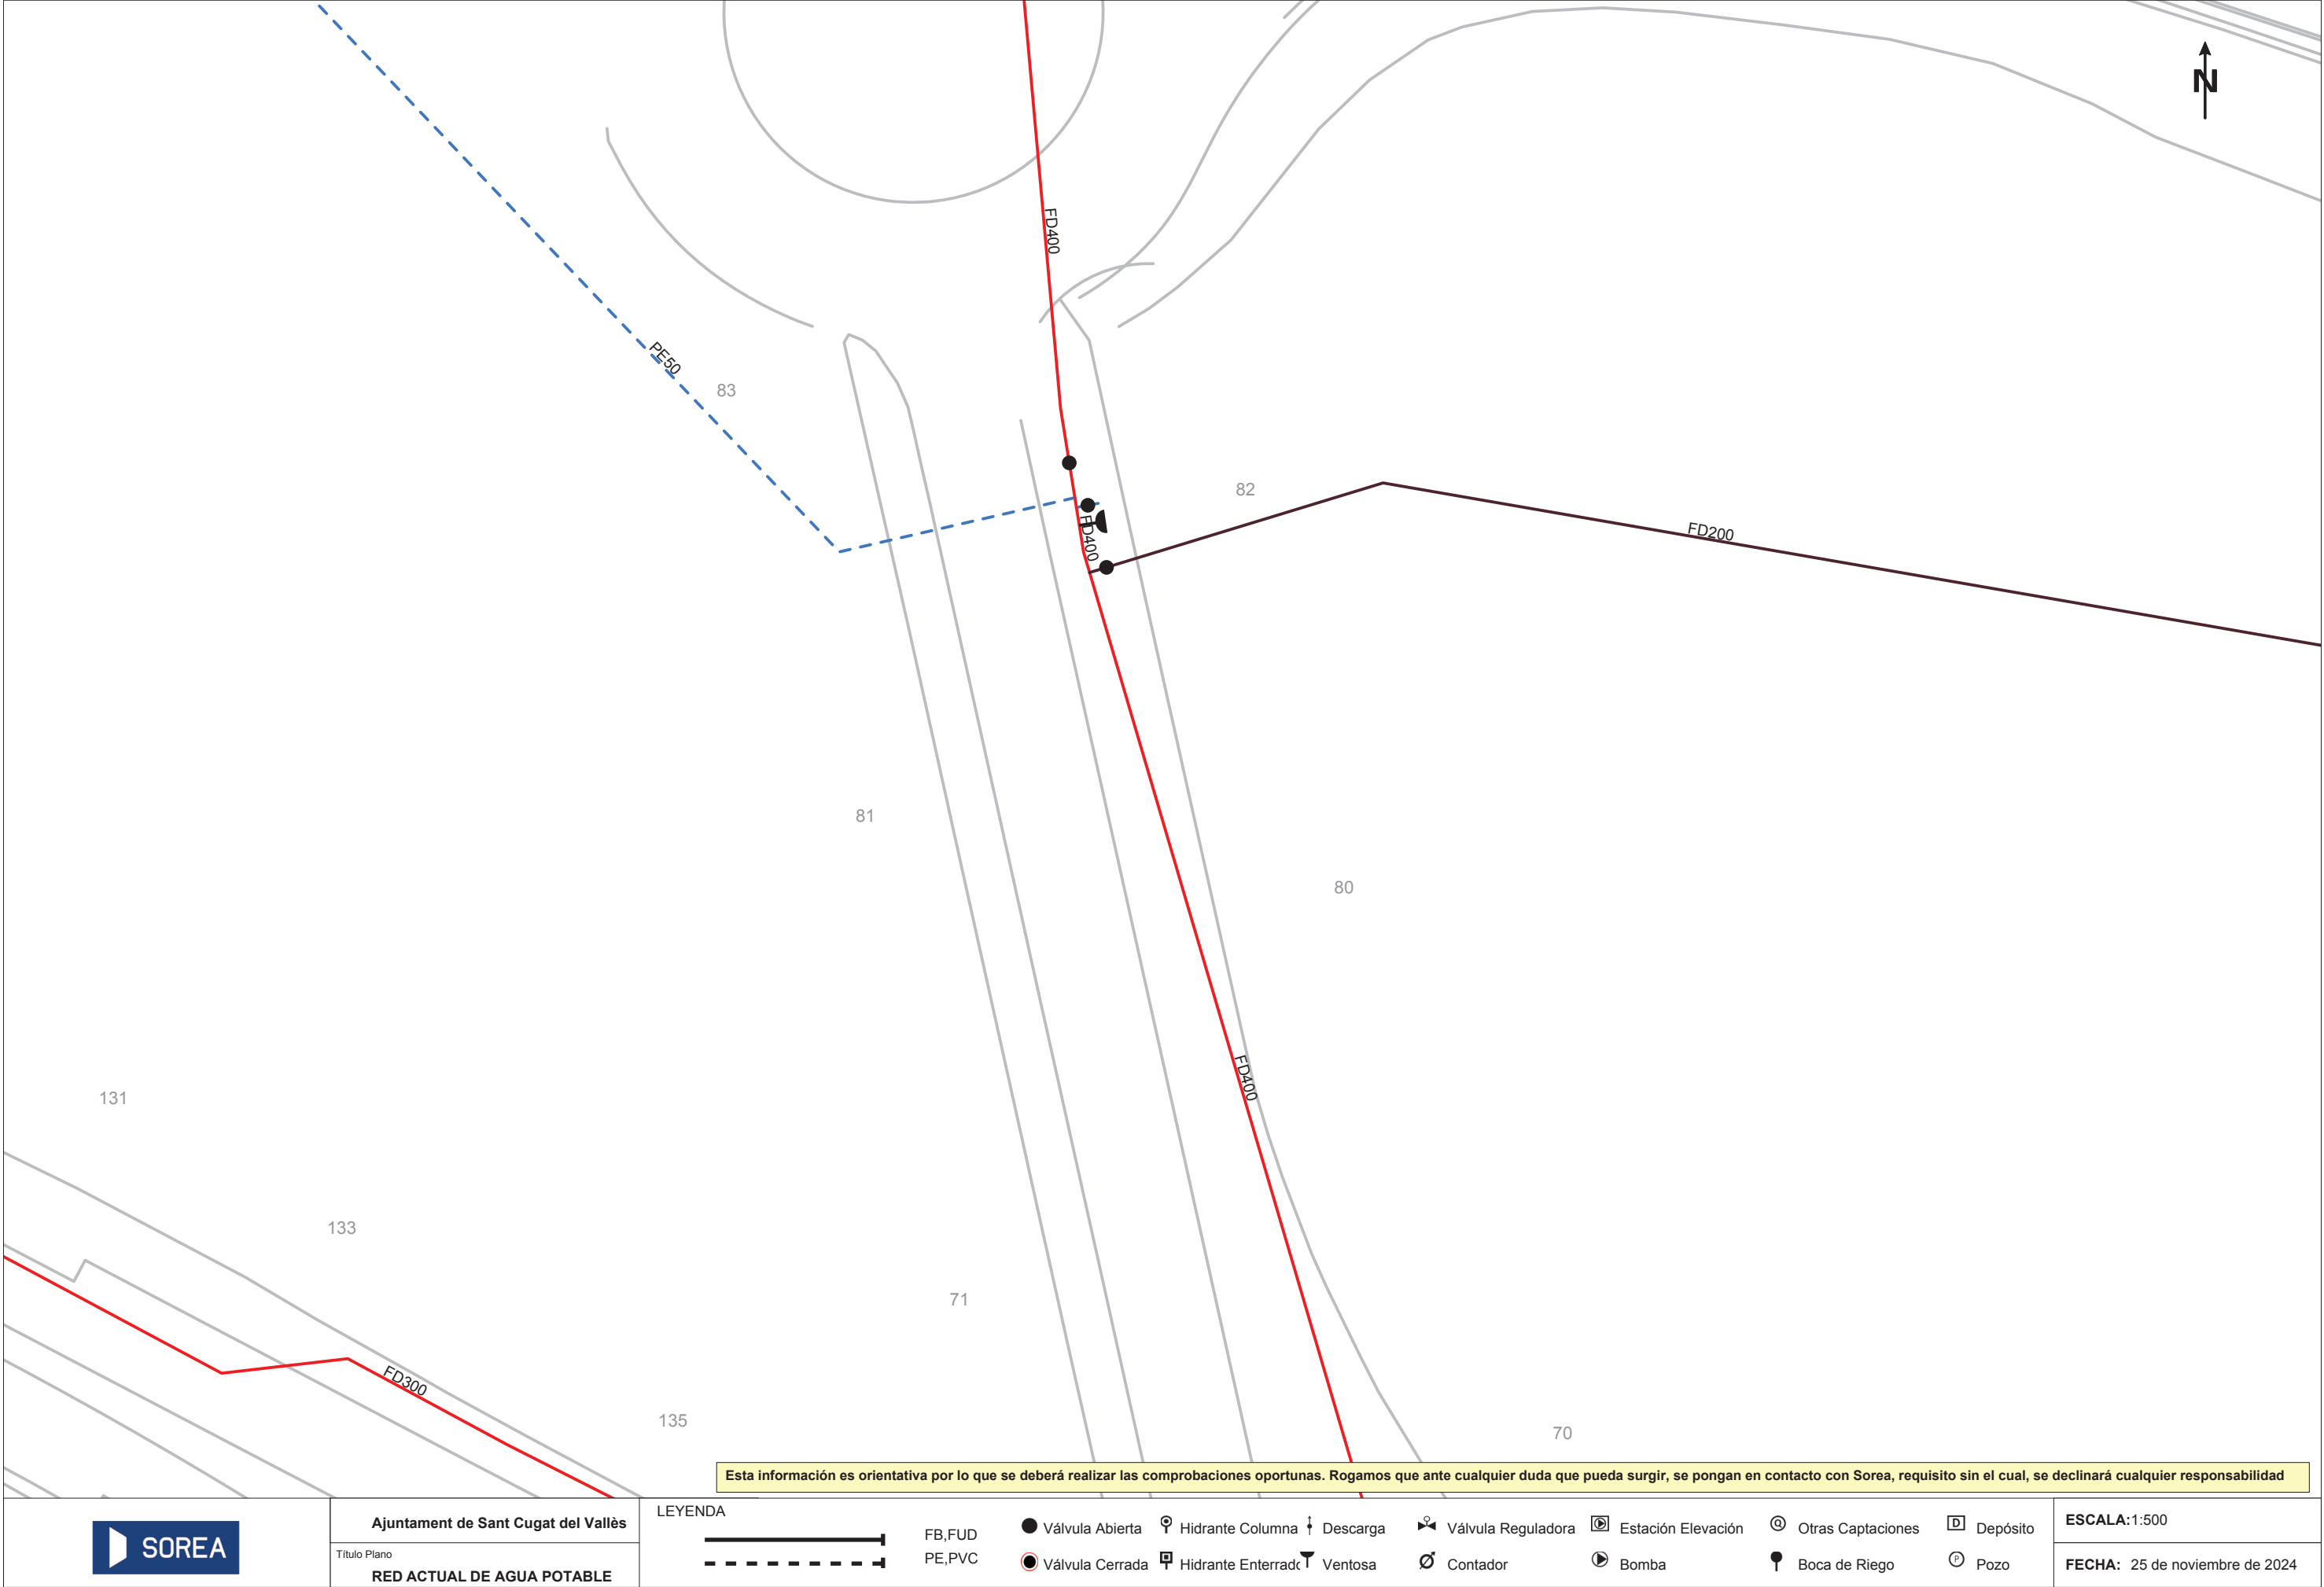 N
FD400
PE50
83
82
FD200
FD400
81
80
FD400
131
133
71
FD300
135
70
Esta información es orientativa por lo que se deberá realizar las comprobaciones oportunas. Rogamos que ante cualquier duda que pueda surgir, se pongan en contacto con Sorea, requisito sin el cual, se declinará cualquier responsabilidad
SOREA
Ajuntament de Sant Cugat del Vallès
Título Plano
RED ACTUAL DE AGUA POTABLE
LEYENDA
FB,FUD
PE,PVC
Válvula Abierta
Hidrante Columna
Descarga
Válvula Reguladora
Estación Elevación
Q Otras Captaciones
D Depósito
Válvula Cerrada
Hidrante Enterrado
Ventosa
Contador
Bomba
Boca de Riego
P Pozo
ESCALA:1:500
FECHA: 25 de noviembre de 2024